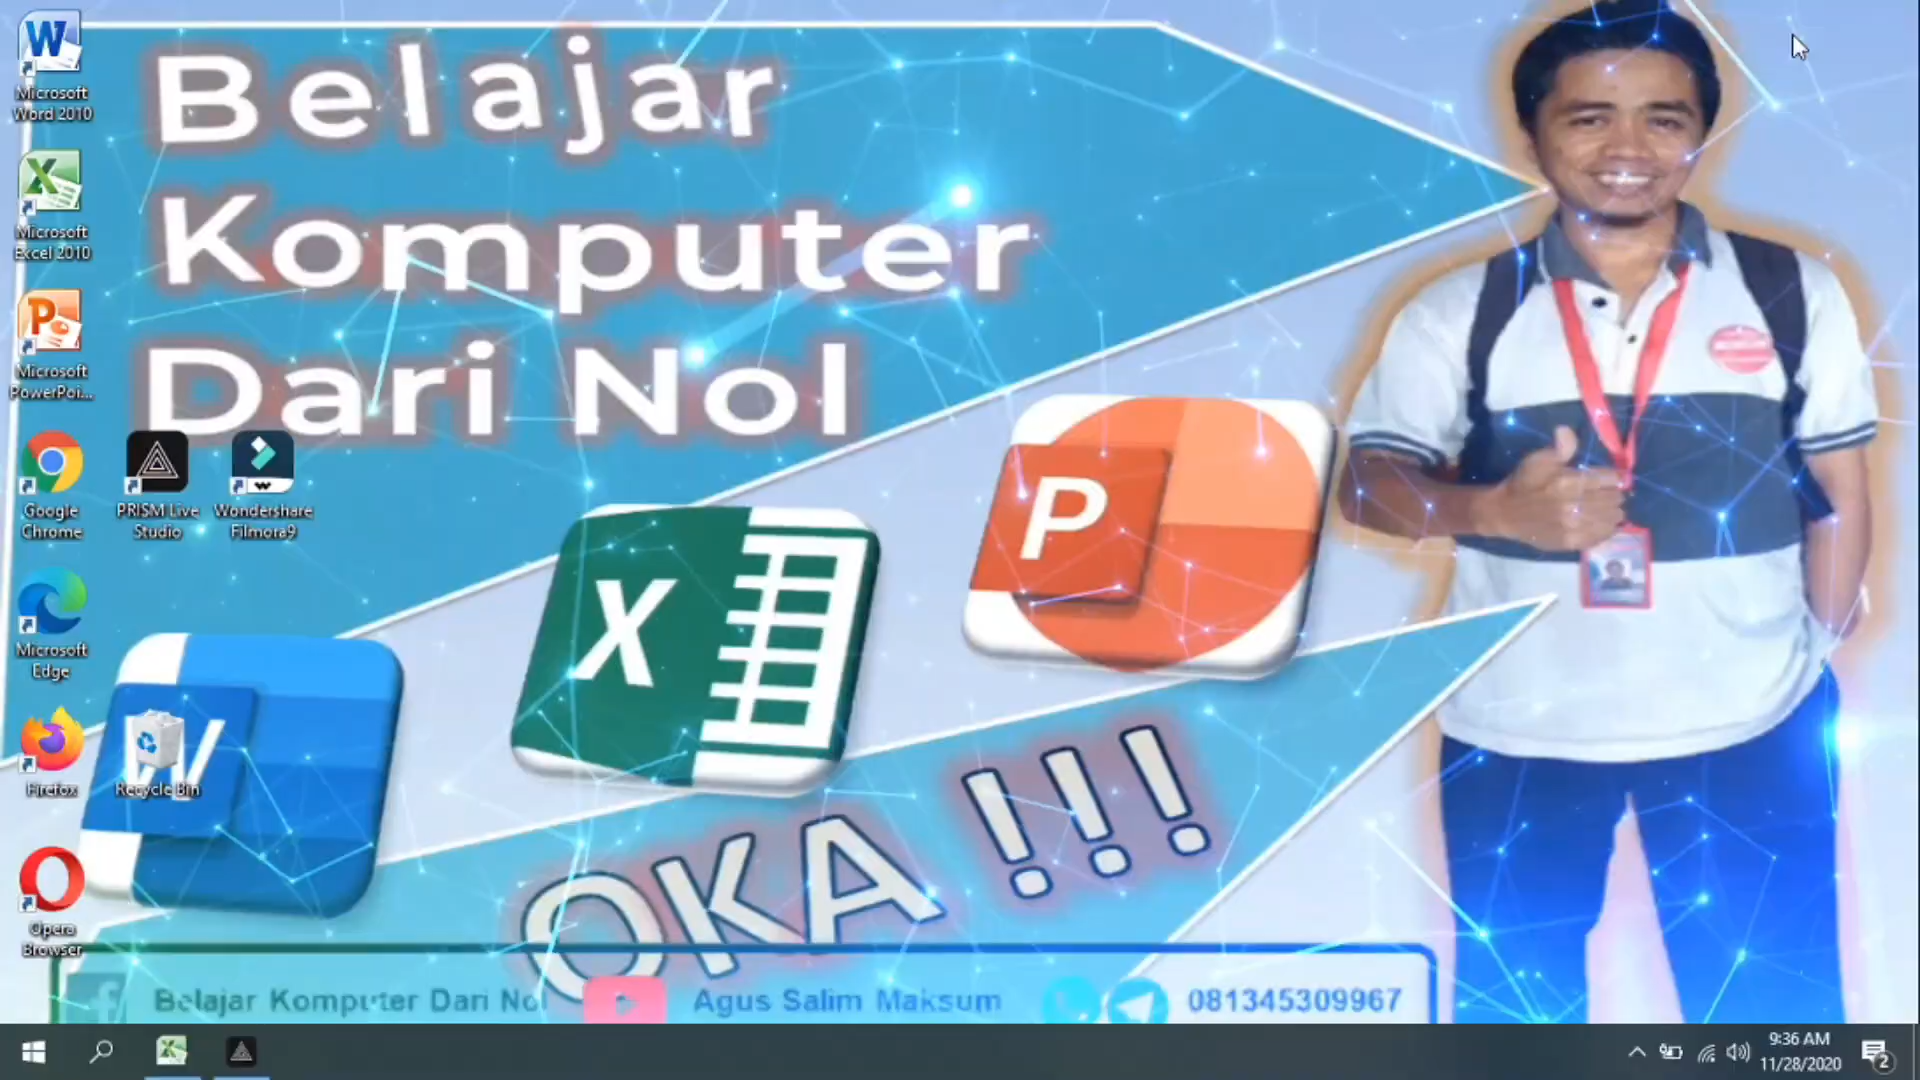 Belajar
Komputer
Dari Nol
OKA !!!
Belajar Komputer Dari Nol
Agus Salim Maksum
081345309967
Microsoft
Word 2010
Microsoft
Excel 2010
Microsoft
PowerPoi...
Google
Chrome
PRISM Live
Studio
Wondershare
Filmora9
Microsoft
Edge
Firefox
Recycle Bin
Opera
Browser
W
X
P
9:36 AM
11/28/2020
2